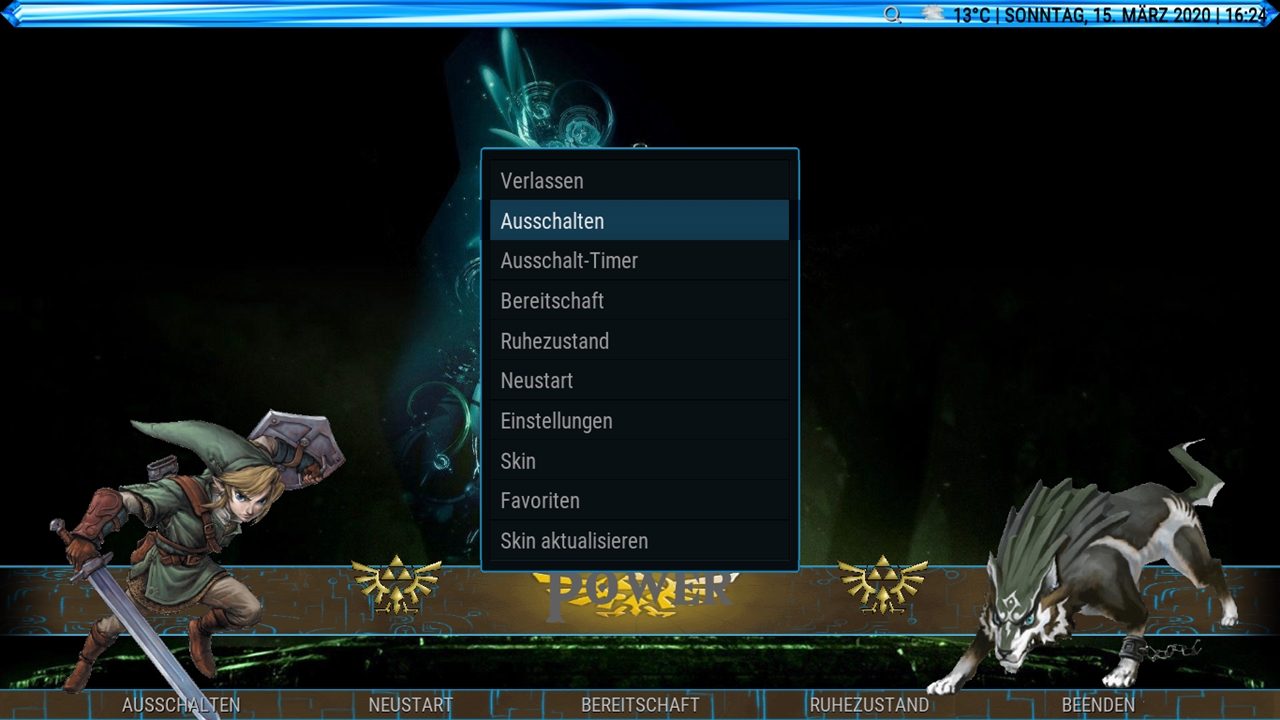 13°C | SONNTAG, 15. MÄRZ 2020 | 16:24
Verlassen
Ausschalten
Ausschalt-Timer
Bereitschaft
Ruhezustand
Neustart
Einstellungen
Skin
Favoriten
Skin aktualisieren
POWER
AUSSCHALTEN NEUSTART BEREITSCHAFT RUHEZUSTAND BEENDEN